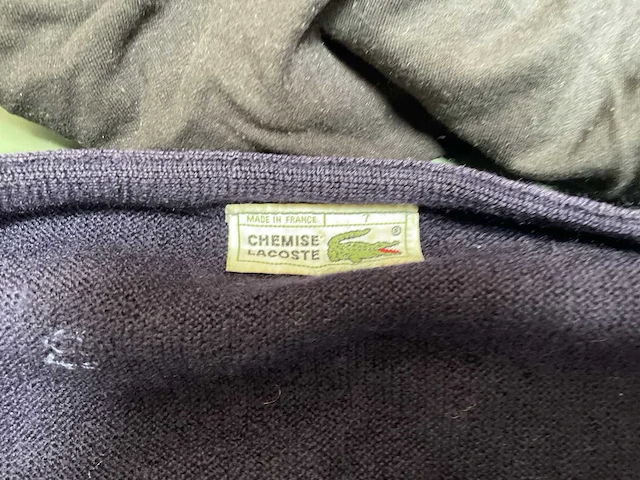 MADE IN FRANCE 7
CHEMISE ®
LACOSTE